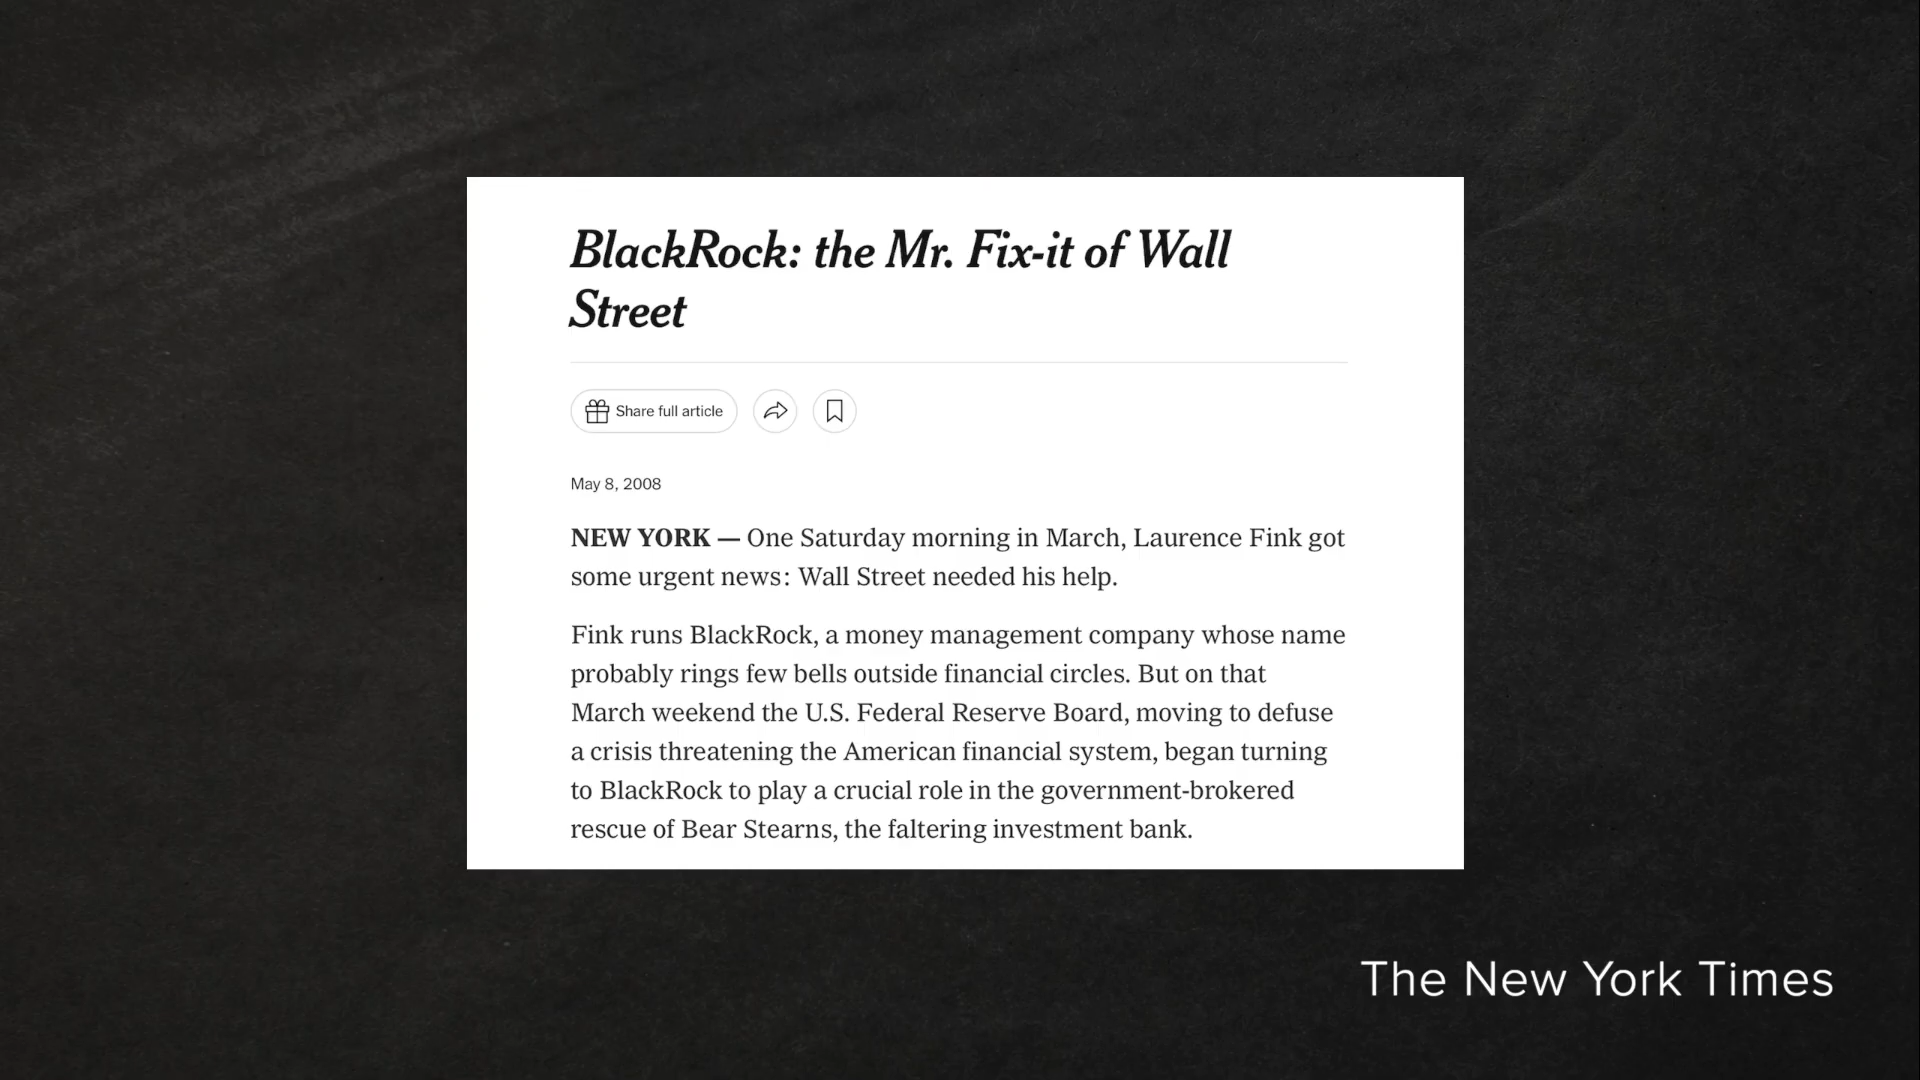 BlackRock: the Mr. Fix-it of Wall
Street
Share full article
May 8, 2008
NEW YORK — One Saturday morning in March, Laurence Fink got
some urgent news: Wall Street needed his help.
Fink runs BlackRock, a money management company whose name
probably rings few bells outside financial circles. But on that
March weekend the U.S. Federal Reserve Board, moving to defuse
a crisis threatening the American financial system, began turning
to BlackRock to play a crucial role in the government-brokered
rescue of Bear Stearns, the faltering investment bank.
The New York Times